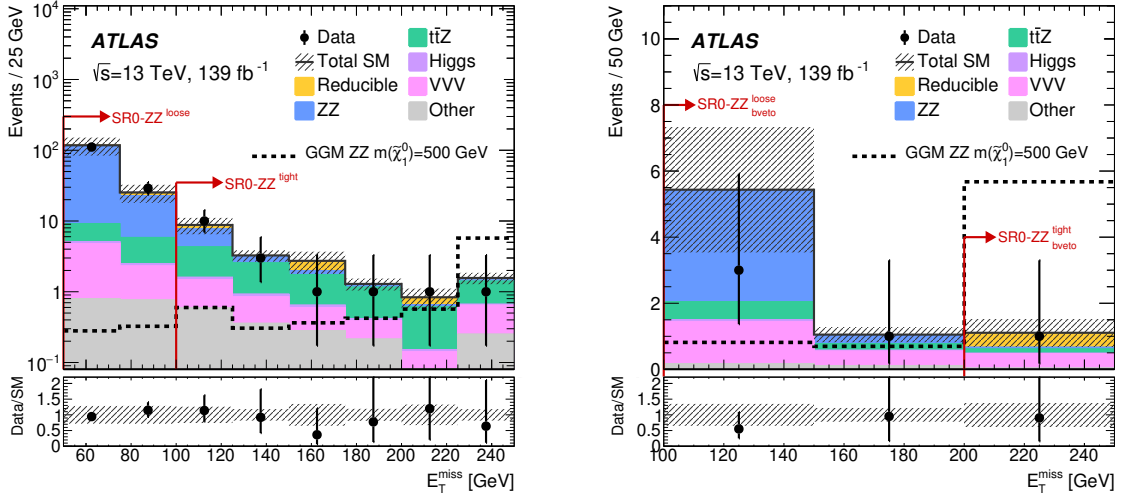 Events / 25 GeV
ATLAS
√s=13 TeV, 139 fb⁻¹
Data
Total SM
Reducible
ZZ
tt̄Z
Higgs
VVV
Other
GGM ZZ m(χ̃₁⁰)=500 GeV
SR0-ZZ^loose
SR0-ZZ^tight
10³
10²
10
1
10⁻¹
Data/SM
2
1.5
1
0.5
0
60 80 100 120 140 160 180 200 220 240
E_T^miss [GeV]
Events / 50 GeV
ATLAS
√s=13 TeV, 139 fb⁻¹
Data
Total SM
Reducible
ZZ
tt̄Z
Higgs
VVV
Other
GGM ZZ m(χ̃₁⁰)=500 GeV
SR0-ZZ^loose_bveto
SR0-ZZ^tight_bveto
10
8
6
4
2
0
Data/SM
2
1.5
1
0.5
0
100 120 140 160 180 200 220 240
E_T^miss [GeV]